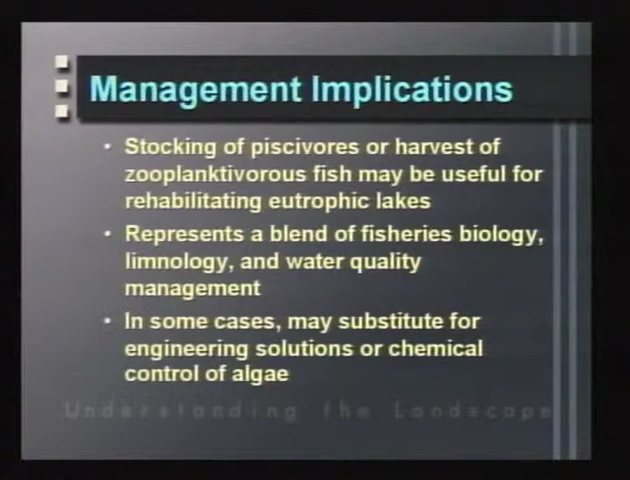 Management Implications
• Stocking of piscivores or harvest of
zooplanktivorous fish may be useful for
rehabilitating eutrophic lakes
• Represents a blend of fisheries biology,
limnology, and water quality
management
• In some cases, may substitute for
engineering solutions or chemical
control of algae
Understanding the Landscape